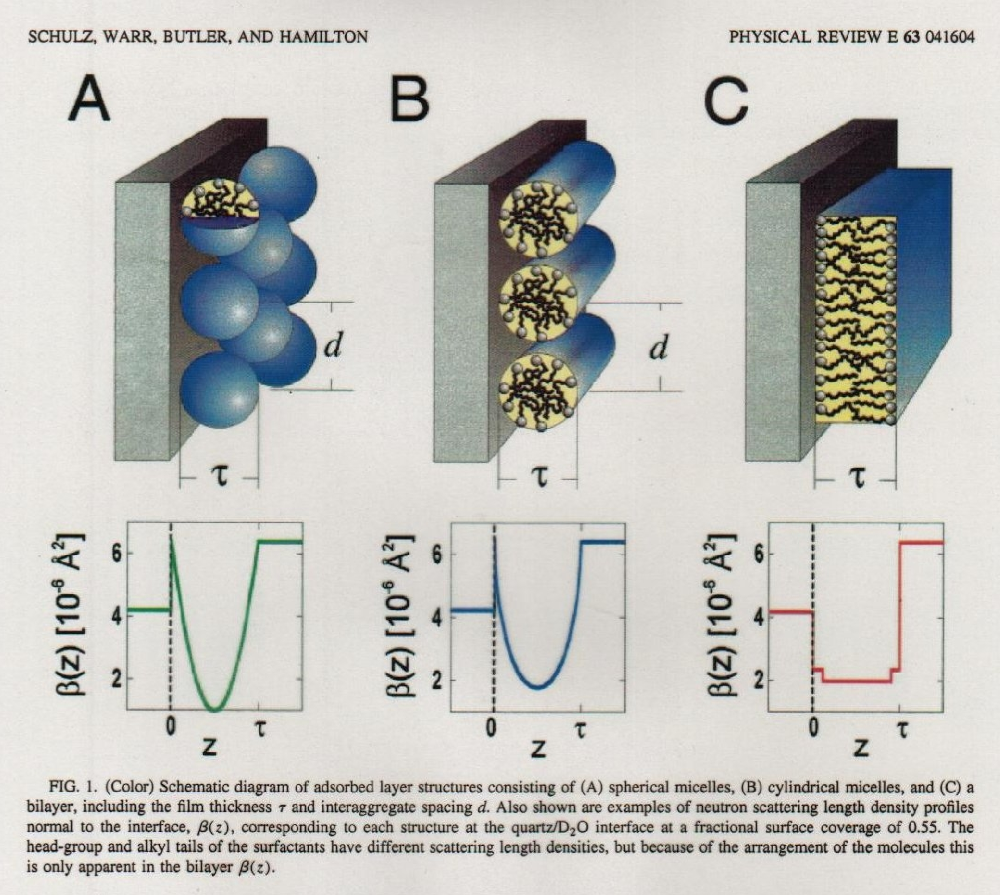 SCHULZ, WARR, BUTLER, AND HAMILTON
PHYSICAL REVIEW E 63 041604
A
B
C
d
d
τ
τ
τ
β(z) [10⁻⁶ Å²]
6
4
2
0
τ
z
β(z) [10⁻⁶ Å²]
6
4
2
0
τ
z
β(z) [10⁻⁶ Å²]
6
4
2
0
τ
z
FIG. 1. (Color) Schematic diagram of adsorbed layer structures consisting of (A) spherical micelles, (B) cylindrical micelles, and (C) a
bilayer, including the film thickness τ and interaggregate spacing d. Also shown are examples of neutron scattering length density profiles
normal to the interface, β(z), corresponding to each structure at the quartz/D₂O interface at a fractional surface coverage of 0.55. The
head-group and alkyl tails of the surfactants have different scattering length densities, but because of the arrangement of the molecules this
is only apparent in the bilayer β(z).